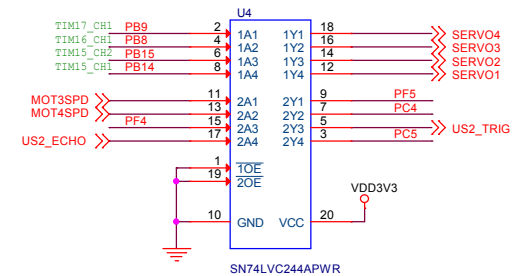 U4
TIM17_CH1 PB9 2 1A1 1Y1 18 SERVO4
TIM16_CH1 PB8 4 1A2 1Y2 16 SERVO3
TIM15_CH2 PB15 6 1A3 1Y3 14 SERVO2
TIM15_CH1 PB14 8 1A4 1Y4 12 SERVO1
MOT3SPD 11 2A1 2Y1 9 PF5
MOT4SPD 13 2A2 2Y2 7 PC4
PF4 15 2A3 2Y3 5 US2_TRIG
US2_ECHO 17 2A4 2Y4 3 PC5
1 1OE
19 2OE
VDD3V3
10 GND VCC 20
SN74LVC244APWR